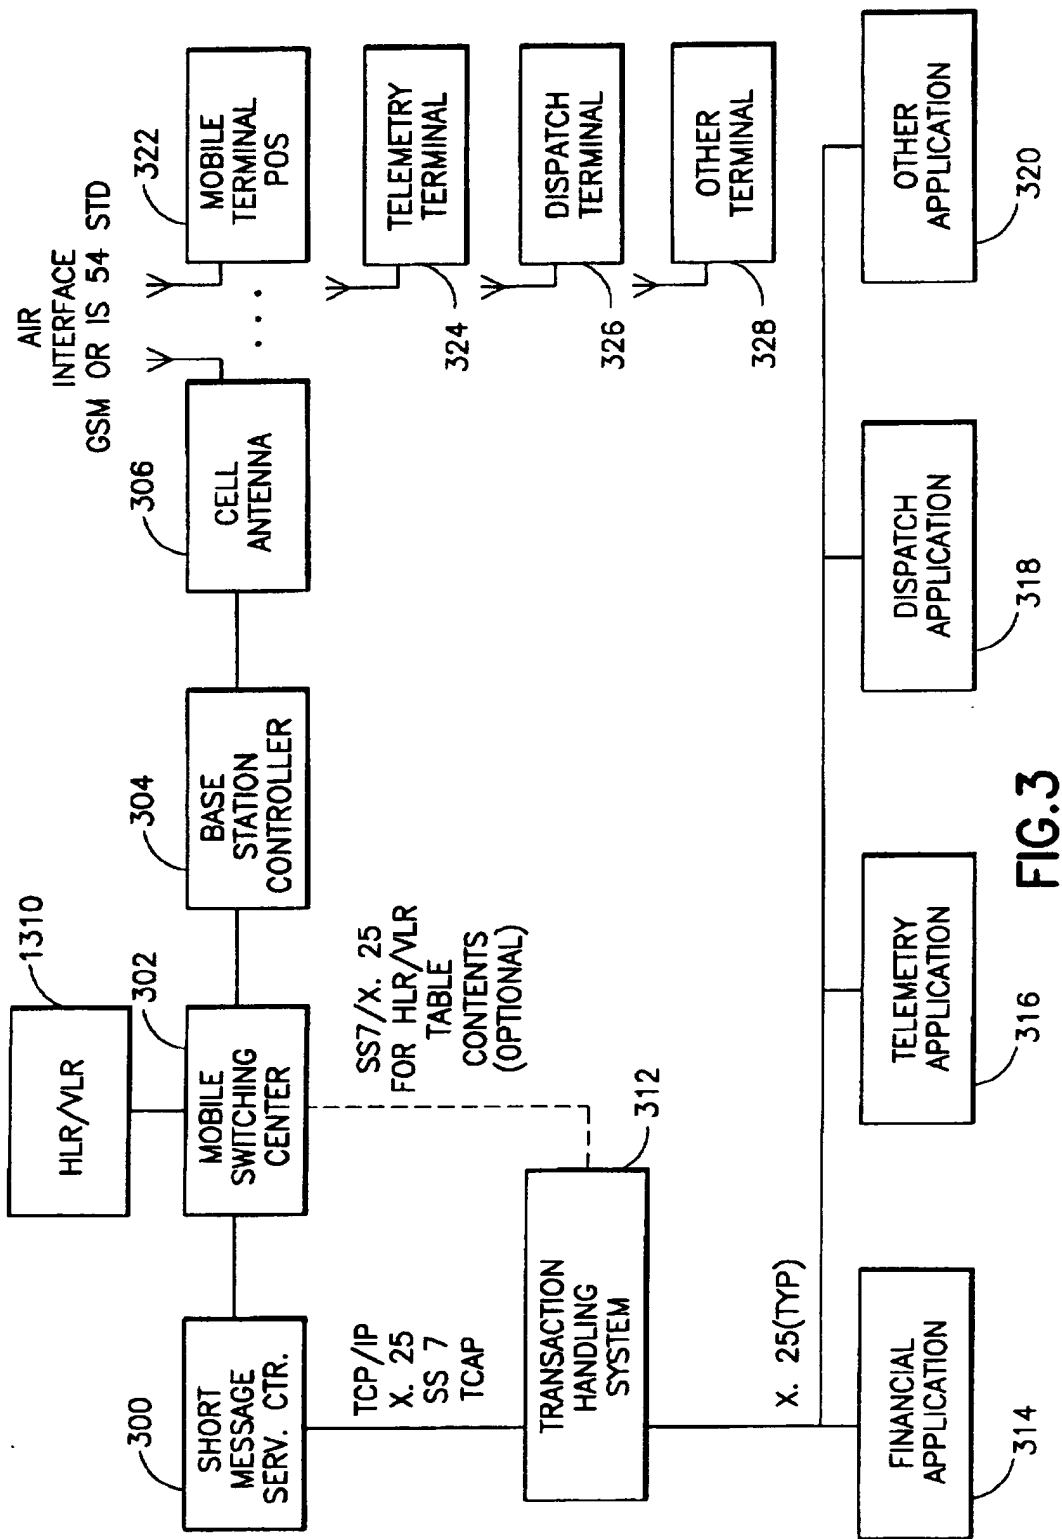 AIR
INTERFACE
GSM OR IS 54 STD
1310
HLR/VLR
302
MOBILE
SWITCHING
CENTER
304
BASE
STATION
CONTROLLER
306
CELL
ANTENNA
...
322
MOBILE
TERMINAL
POS
300
SHORT
MESSAGE
SERV. CTR.
SS7/X. 25
FOR HLR/VLR
TABLE
CONTENTS
(OPTIONAL)
324
TELEMETRY
TERMINAL
TCP/IP
X. 25
SS 7
TCAP
326
DISPATCH
TERMINAL
312
TRANSACTION
HANDLING
SYSTEM
328
OTHER
TERMINAL
X. 25(TYP)
FINANCIAL
APPLICATION
314
TELEMETRY
APPLICATION
316
DISPATCH
APPLICATION
318
OTHER
APPLICATION
320
FIG.3